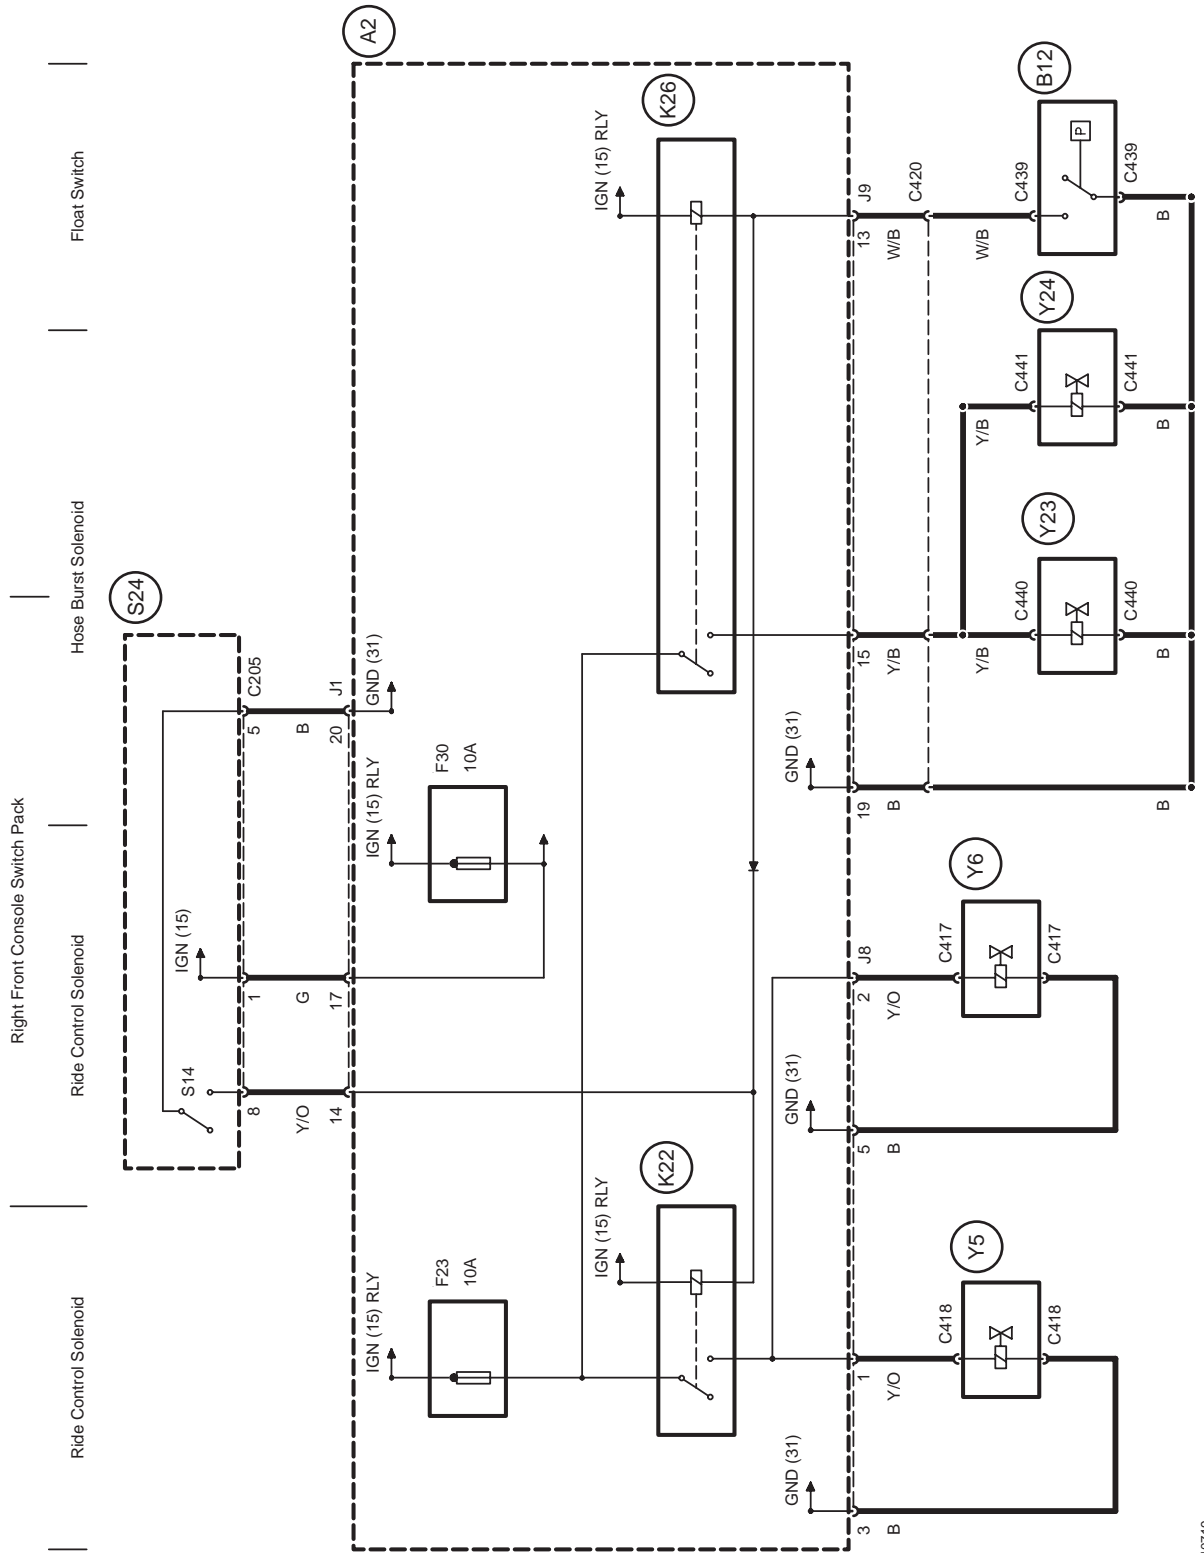 Right Front Console Switch Pack
Ride Control Solenoid
Ride Control Solenoid
Hose Burst Solenoid
Float Switch
S24
S14
IGN (15)
8
1
5
C205
Y/O
G
B
14
17
20
J1
A2
IGN (15) RLY
IGN (15) RLY
GND (31)
F23
10A
F30
10A
IGN (15) RLY
IGN (15) RLY
K22
K26
GND (31)
GND (31)
GND (31)
3
1
5
2
J8
19
15
13
J9
B
Y/O
B
Y/O
B
Y/B
W/B
C420
C418
Y5
C417
Y6
Y/B
Y/B
W/B
C440
Y23
C441
Y24
C439
B12
P
C418
C417
C440
C441
C439
B
B
B
B